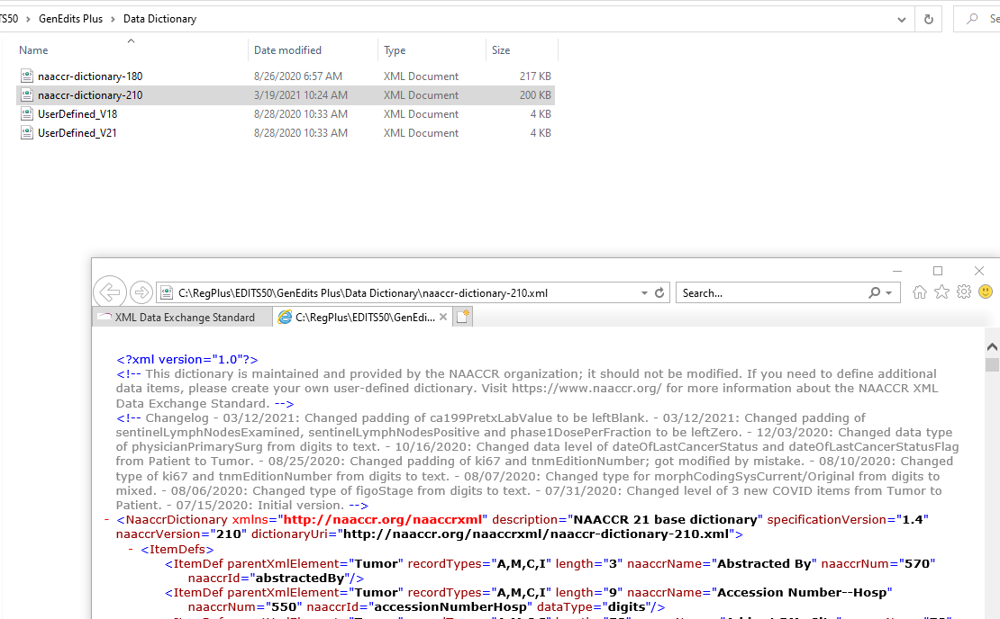 TS50 > GenEdits Plus > Data Dictionary Se
Name Date modified Type Size
naaccr-dictionary-180 8/26/2020 6:57 AM XML Document 217 KB
naaccr-dictionary-210 3/19/2021 10:24 AM XML Document 200 KB
UserDefined_V18 8/28/2020 10:33 AM XML Document 4 KB
UserDefined_V21 8/28/2020 10:33 AM XML Document 4 KB
C:\RegPlus\EDITS50\GenEdits Plus\Data Dictionary\naaccr-dictionary-210.xml Search...
XML Data Exchange Standard C:\RegPlus\EDITS50\GenEdi...
<?xml version="1.0"?>
<!-- This dictionary is maintained and provided by the NAACCR organization; it should not be modified. If you need to define additional
data items, please create your own user-defined dictionary. Visit https://www.naaccr.org/ for more information about the NAACCR XML
Data Exchange Standard. -->
<!-- Changelog - 03/12/2021: Changed padding of ca199PretxLabValue to be leftBlank. - 03/12/2021: Changed padding of
sentinelLymphNodesExamined, sentinelLymphNodesPositive and phase1DosePerFraction to be leftZero. - 12/03/2020: Changed data type
of physicianPrimarySurg from digits to text. - 10/16/2020: Changed data level of dateOfLastCancerStatus and dateOfLastCancerStatusFlag
from Patient to Tumor. - 08/25/2020: Changed padding of ki67 and tnmEditionNumber; got modified by mistake. - 08/10/2020: Changed
type of ki67 and tnmEditionNumber from digits to text. - 08/07/2020: Changed type for morphCodingSysCurrent/Original from digits to
mixed. - 08/06/2020: Changed type of figoStage from digits to text. - 07/31/2020: Changed level of 3 new COVID items from Tumor to
Patient. - 07/15/2020: Initial version. -->
- <NaaccrDictionary xmlns="http://naaccr.org/naaccrxml" description="NAACCR 21 base dictionary" specificationVersion="1.4"
naaccrVersion="210" dictionaryUri="http://naaccr.org/naaccrxml/naaccr-dictionary-210.xml">
- <ItemDefs>
<ItemDef parentXmlElement="Tumor" recordTypes="A,M,C,I" length="3" naaccrName="Abstracted By" naaccrNum="570"
naaccrId="abstractedBy"/>
<ItemDef parentXmlElement="Tumor" recordTypes="A,M,C,I" length="9" naaccrName="Accession Number--Hosp"
naaccrNum="550" naaccrId="accessionNumberHosp" dataType="digits"/>